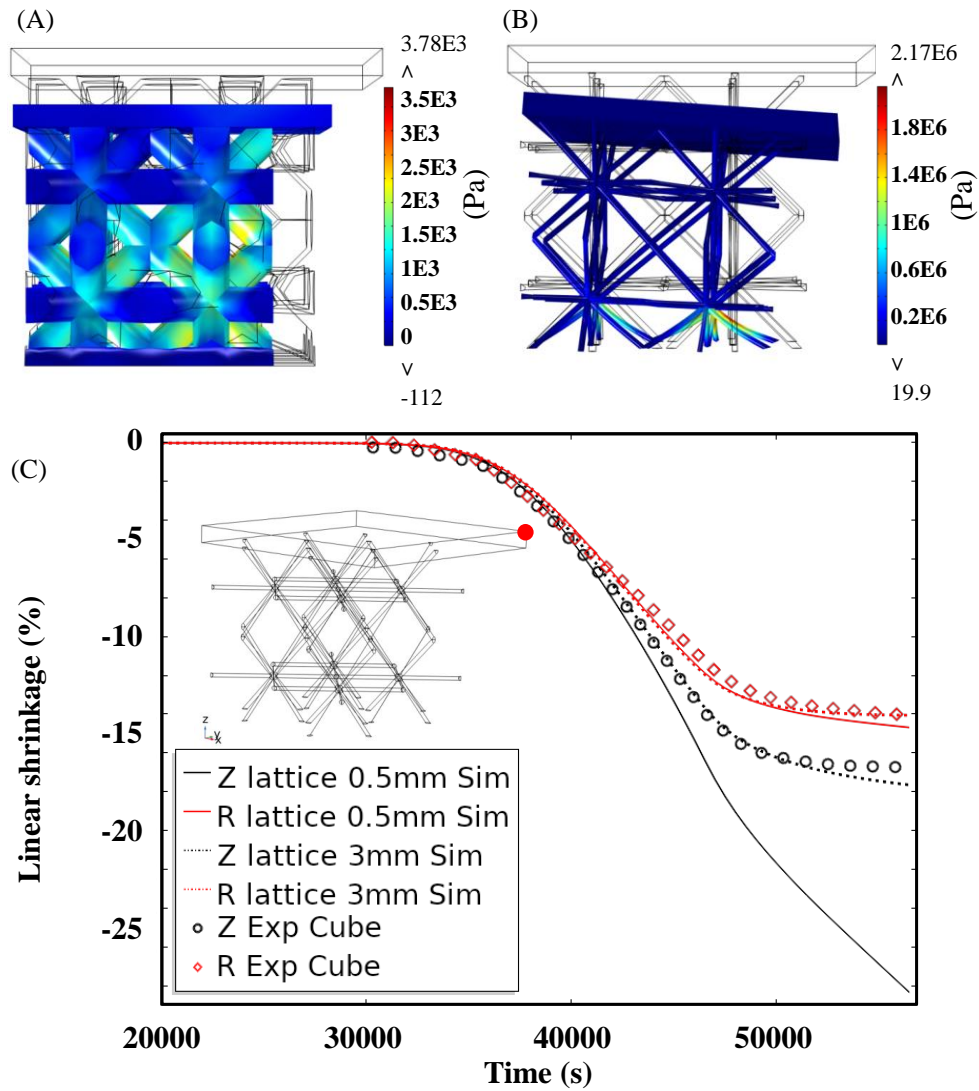 (A)
3.78E3
^
3.5E3
3E3
2.5E3
2E3
1.5E3
1E3
0.5E3
0
(Pa)
v
-112
(B)
2.17E6
^
1.8E6
1.4E6
1E6
0.6E6
0.2E6
(Pa)
v
19.9
(C)
0
-5
-10
-15
-20
-25
Linear shrinkage (%)
z
y
x
Z lattice 0.5mm Sim
R lattice 0.5mm Sim
Z lattice 3mm Sim
R lattice 3mm Sim
Z Exp Cube
R Exp Cube
20000 30000 40000 50000
Time (s)